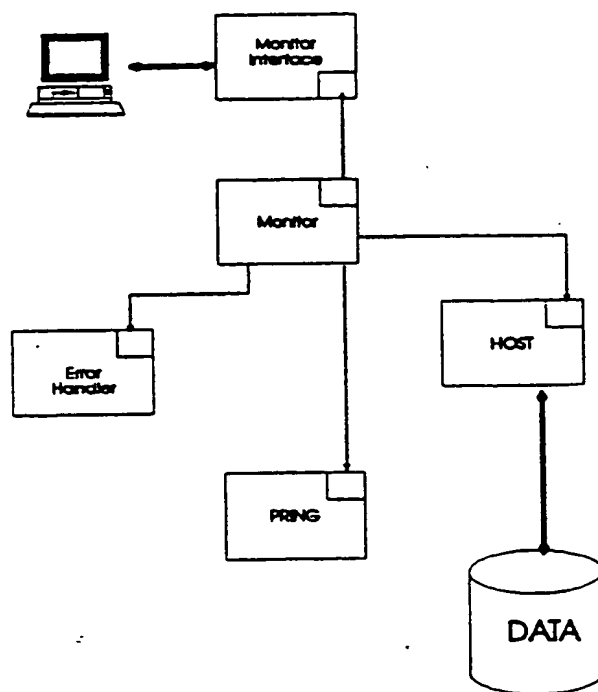 Monitor
Interface
Monitor
HOST
Error
Handler
PRING
DATA